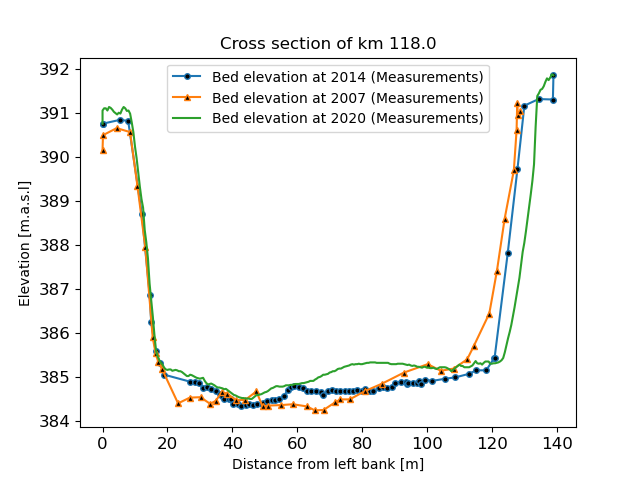 Cross section of km 118.0
Bed elevation at 2014 (Measurements)
Bed elevation at 2007 (Measurements)
Bed elevation at 2020 (Measurements)
Elevation [m.a.s.l]
392
391
390
389
388
387
386
385
384
0 20 40 60 80 100 120 140
Distance from left bank [m]